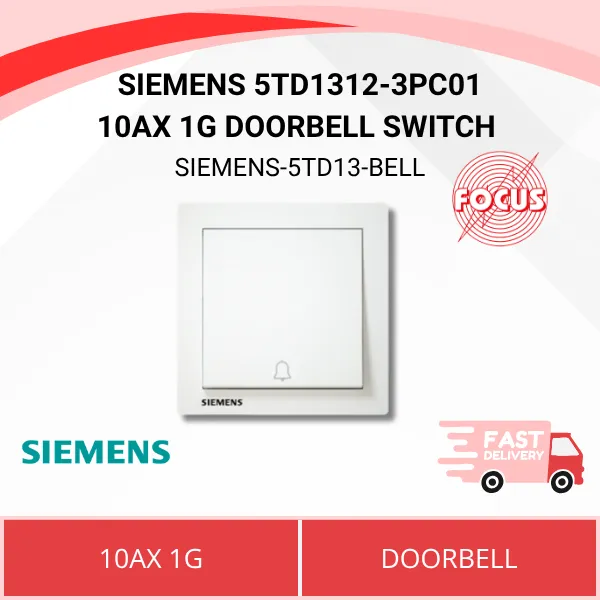 SIEMENS 5TD1312-3PC01
10AX 1G DOORBELL SWITCH
SIEMENS-5TD13-BELL
FOCUS
SIEMENS
SIEMENS
FAST
DELIVERY
10AX 1G
DOORBELL